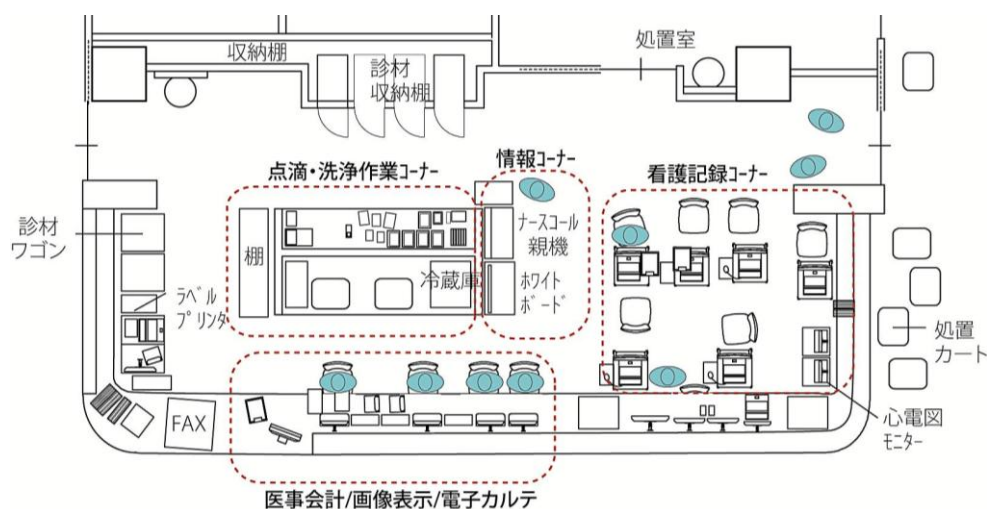 収納棚
診材
収納棚
処置室
点滴・洗浄作業コーナー
情報コーナー
看護記録コーナー
診材
ワゴン
棚
ナースコール
親機
冷蔵庫
ホワイト
ボード
ラベル
プリンタ
処置
カート
FAX
心電図
モニター
医事会計/画像表示/電子カルテ